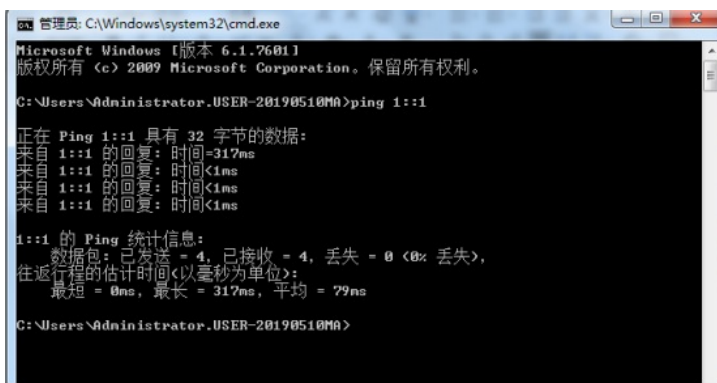 管理员: C:\Windows\system32\cmd.exe
Microsoft Windows [版本 6.1.7601]
版权所有 (c) 2009 Microsoft Corporation。保留所有权利。
C:\Users\Administrator.USER-20190510MA>ping 1::1
正在 Ping 1::1 具有 32 字节的数据:
来自 1::1 的回复: 时间=317ms
来自 1::1 的回复: 时间<1ms
来自 1::1 的回复: 时间<1ms
来自 1::1 的回复: 时间<1ms
1::1 的 Ping 统计信息:
数据包: 已发送 = 4，已接收 = 4，丢失 = 0 (0% 丢失)，
往返行程的估计时间(以毫秒为单位):
最短 = 0ms，最长 = 317ms，平均 = 79ms
C:\Users\Administrator.USER-20190510MA>